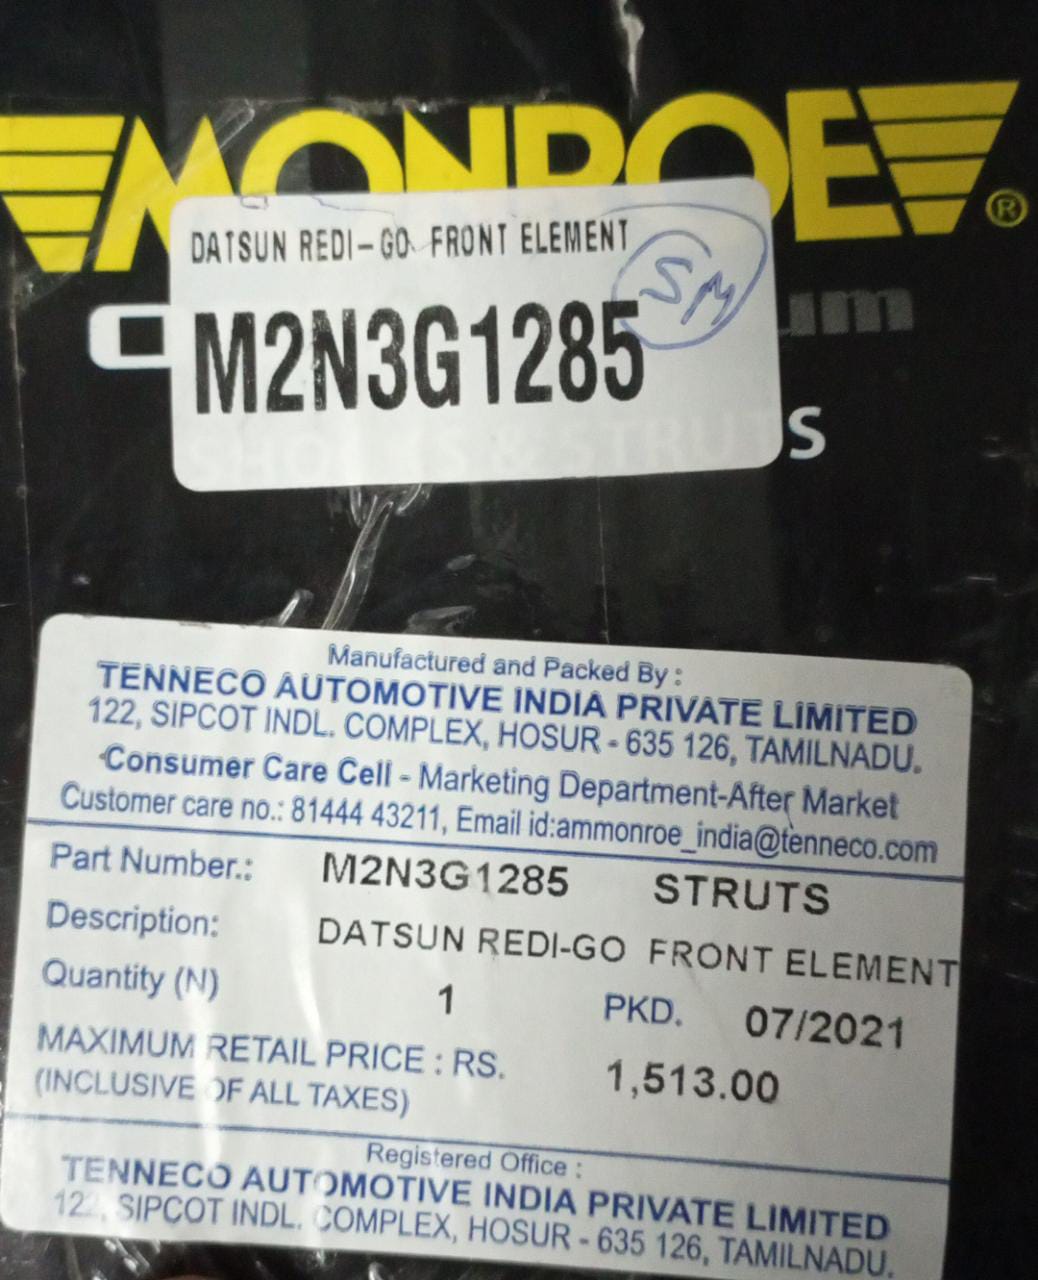 MONROE®
DATSUN REDI-GO FRONT ELEMENT
SM
M2N3G1285
SHOCKS & STRUTS
Manufactured and Packed By :
TENNECO AUTOMOTIVE INDIA PRIVATE LIMITED
122, SIPCOT INDL. COMPLEX, HOSUR - 635 126, TAMILNADU.
Consumer Care Cell - Marketing Department-After Market
Customer care no.: 81444 43211, Email id:ammonroe_india@tenneco.com
Part Number.: M2N3G1285 STRUTS
Description: DATSUN REDI-GO FRONT ELEMENT
Quantity (N) 1 PKD. 07/2021
MAXIMUM RETAIL PRICE : RS. 1,513.00
(INCLUSIVE OF ALL TAXES)
Registered Office :
TENNECO AUTOMOTIVE INDIA PRIVATE LIMITED
122, SIPCOT INDL. COMPLEX, HOSUR - 635 126, TAMILNADU.